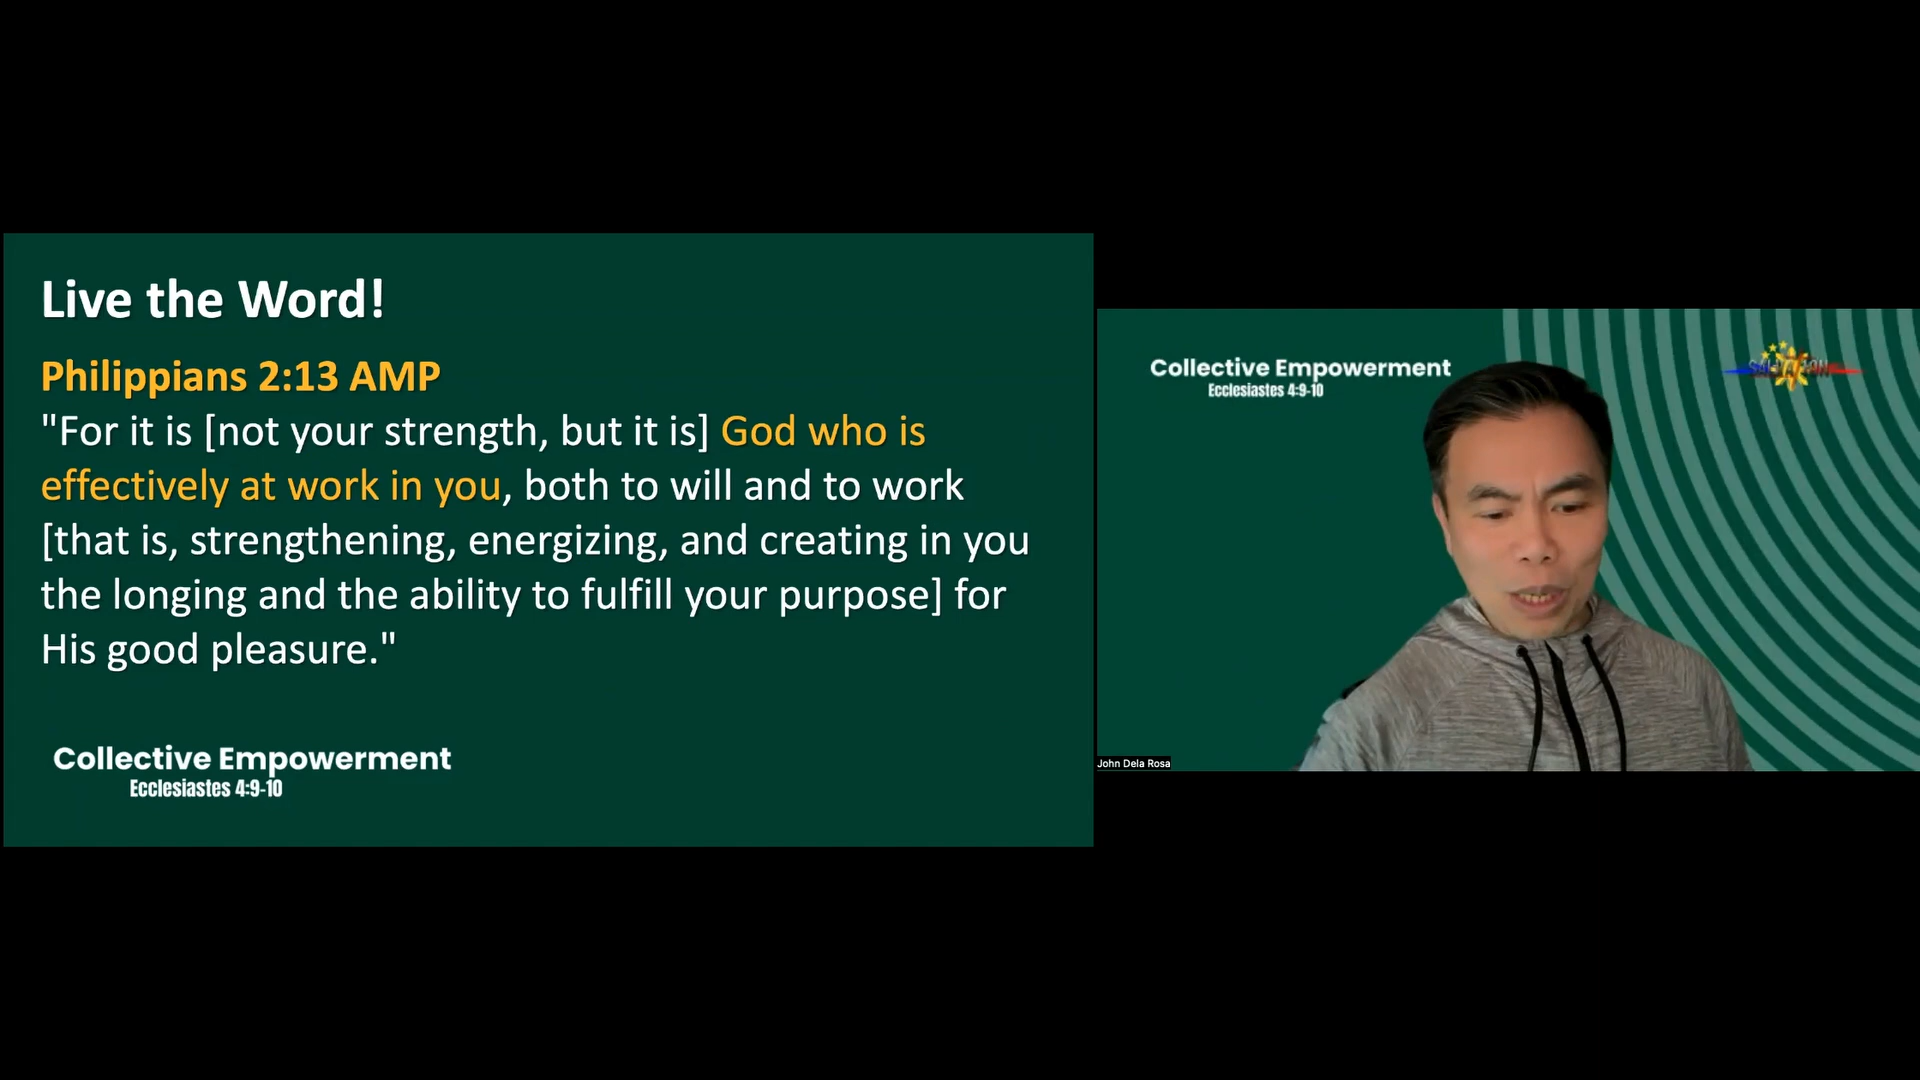 Live the Word!
Philippians 2:13 AMP
"For it is [not your strength, but it is] God who is
effectively at work in you, both to will and to work
[that is, strengthening, energizing, and creating in you
the longing and the ability to fulfill your purpose] for
His good pleasure."
Collective Empowerment
Ecclesiastes 4:9-10
Collective Empowerment
Ecclesiastes 4:9-10
John Dela Rosa